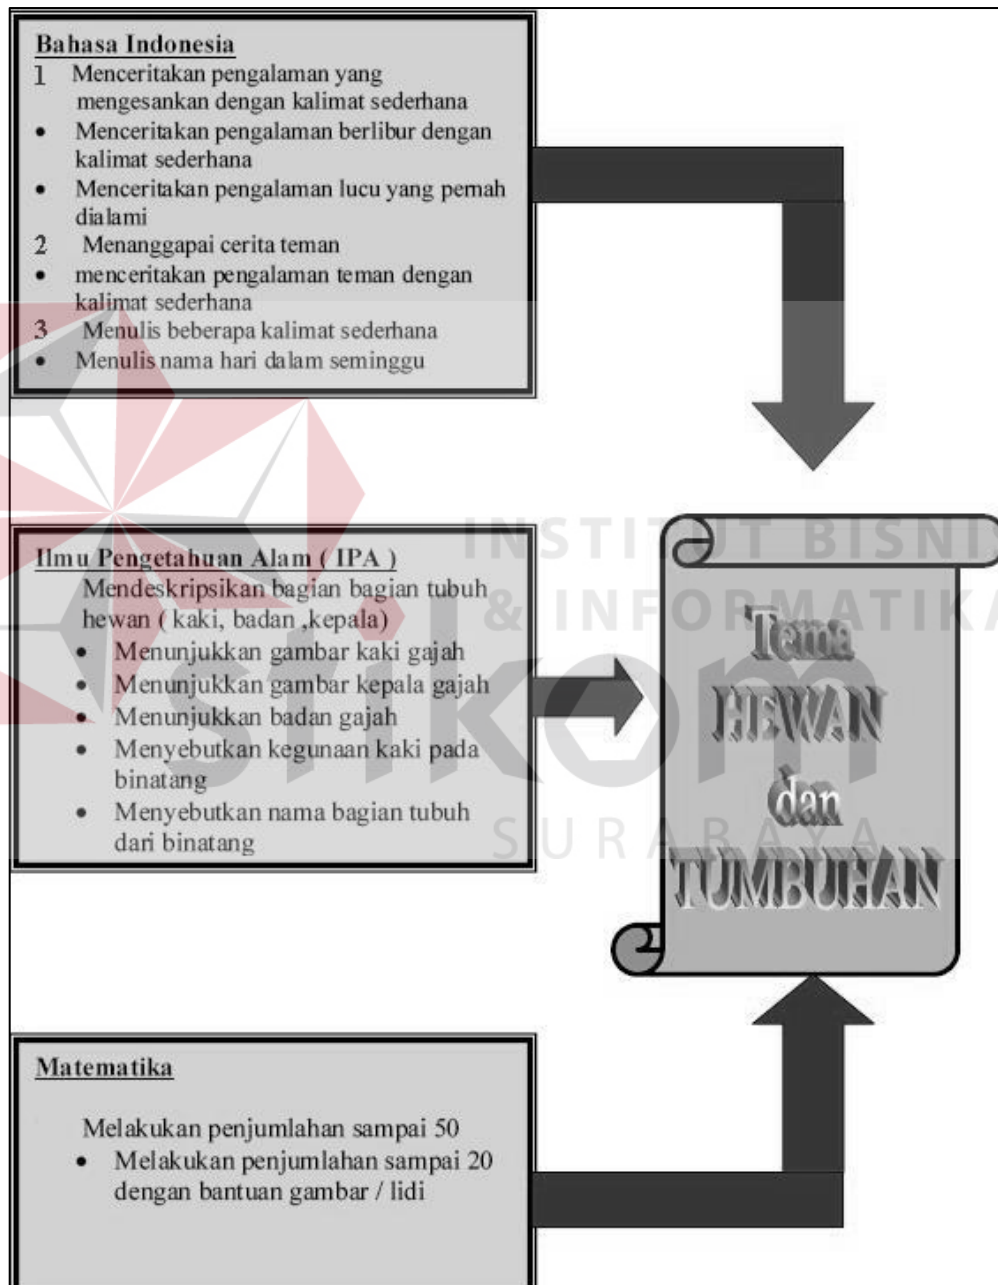 Bahasa Indonesia
1 Menceritakan pengalaman yang
mengesankan dengan kalimat sederhana
• Menceritakan pengalaman berlibur dengan
kalimat sederhana
• Menceritakan pengalaman lucu yang pernah
dialami
2 Menanggapai cerita teman
• menceritakan pengalaman teman dengan
kalimat sederhana
3 Menulis beberapa kalimat sederhana
• Menulis nama hari dalam seminggu
Ilmu Pengetahuan Alam ( IPA )
Mendeskripsikan bagian bagian tubuh
hewan ( kaki, badan ,kepala)
• Menunjukkan gambar kaki gajah
• Menunjukkan gambar kepala gajah
• Menunjukkan badan gajah
• Menyebutkan kegunaan kaki pada
binatang
• Menyebutkan nama bagian tubuh
dari binatang
Matematika
Melakukan penjumlahan sampai 50
• Melakukan penjumlahan sampai 20
dengan bantuan gambar / lidi
Tema
HEWAN
dan
TUMBUHAN
INSTITUT BISNI
& INFORMATIKA
stikom
SURABAYA